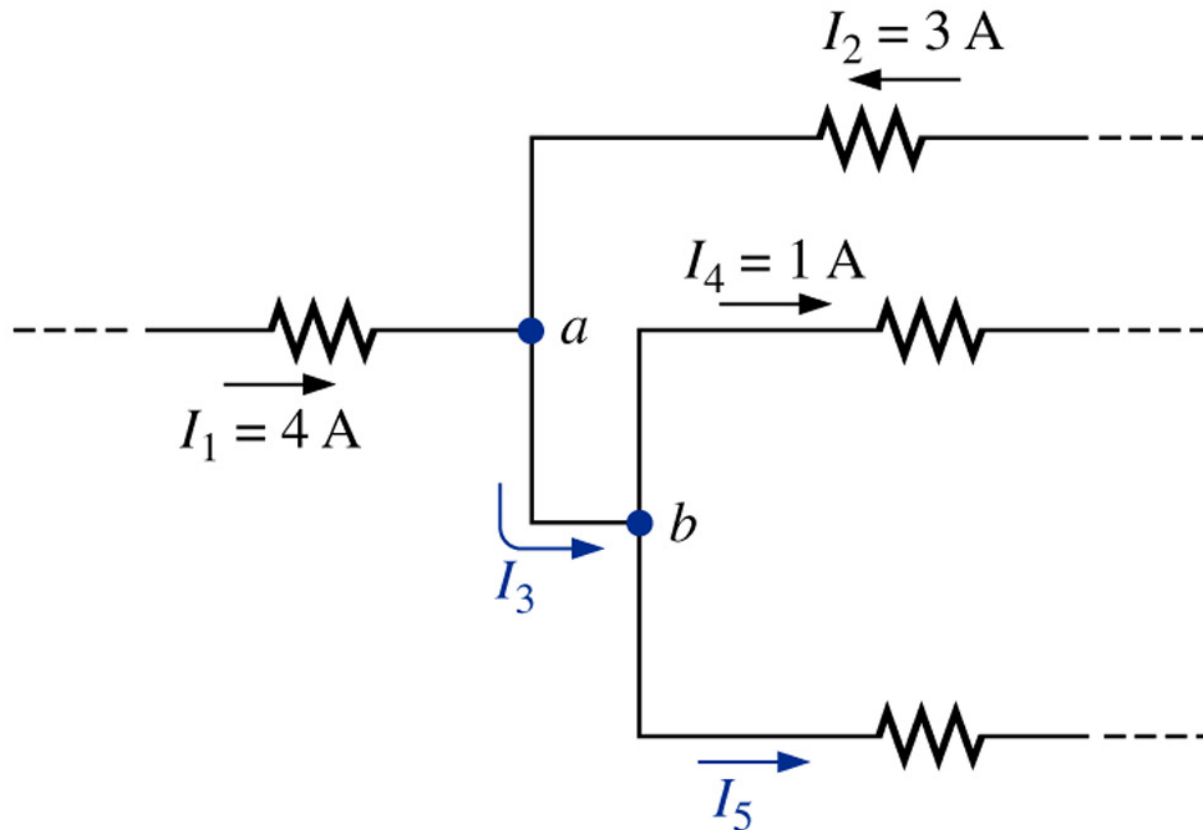 I₂ = 3 A
I₄ = 1 A
a
I₁ = 4 A
b
I₃
I₅